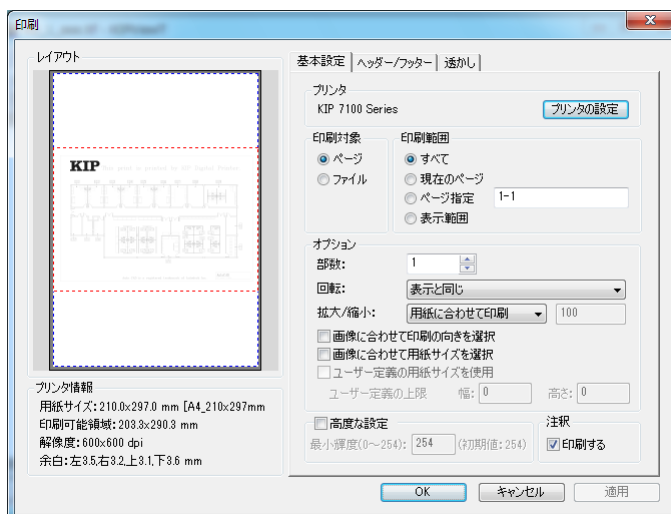 印刷
レイアウト
KIP
プリンタ情報
用紙サイズ:210.0x297.0 mm [A4_210x297mm
印刷可能領域:203.3x290.3 mm
解像度:600x600 dpi
余白:左3.5,右3.2,上3.1,下3.6 mm
基本設定 ヘッダー/フッター 透かし
プリンタ
KIP 7100 Series プリンタの設定
印刷対象 印刷範囲
ページ すべて
ファイル 現在のページ
ページ指定 1-1
表示範囲
オプション
部数: 1
回転: 表示と同じ
拡大/縮小: 用紙に合わせて印刷 100
画像に合わせて印刷の向きを選択
画像に合わせて用紙サイズを選択
ユーザー定義の用紙サイズを使用
ユーザー定義の上限 幅: 0 高さ: 0
高度な設定 注釈
最小輝度(0～254): 254 (初期値:254) 印刷する
OK キャンセル 適用